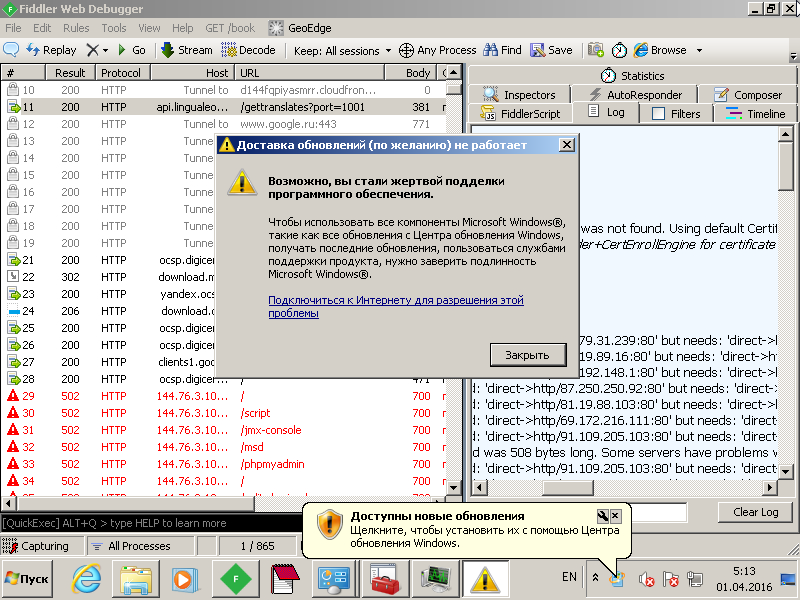 Fiddler Web Debugger
File Edit Rules Tools View Help GET /book GeoEdge
Replay Go Stream Decode Keep: All sessions Any Process Find Save Browse
# Result Protocol Host URL Body
10 200 HTTP Tunnel to d144fqpiyasmrr.cloudfron... 0
11 200 HTTP api.lingualeo... /gettranslates?port=1001 381
12 200 HTTP Tunnel to www.google.ru:443 771
13 200 HTTP Tunne
14 200 HTTP Tunne
15 200 HTTP Tunne
16 200 HTTP Tunne
17 200 HTTP Tunne
18 200 HTTP Tunne
19 200 HTTP Tunne
21 200 HTTP ocsp.digicer
22 302 HTTP download.m
23 200 HTTP yandex.ocs
24 206 HTTP download.
25 200 HTTP ocsp.digicer
26 200 HTTP ocsp.digicer
27 200 HTTP clients1.goo
28 200 HTTP ocsp.digicer... / 471
29 502 HTTP 144.76.3.10... / 700
30 502 HTTP 144.76.3.10... /script 700
31 502 HTTP 144.76.3.10... /jmx-console 700
32 502 HTTP 144.76.3.10... /msd 700
33 502 HTTP 144.76.3.10... /phpmyadmin 700
34 502 HTTP 144.76.3.10... / 700
Statistics
Inspectors AutoResponder Composer
FiddlerScript Log Filters Timeline
was not found. Using default Certif
der+CertEnrollEngine for certificate
79.31.239:80' but needs: 'direct->l
19.89.16:80' but needs: 'direct->h
192.148.1:80' but needs: 'direct->
d: 'direct->http/87.250.250.92:80' but needs: 'direct->l
d: 'direct->http/81.19.88.103:80' but needs: 'direct->h
d: 'direct->http/69.172.216.111:80' but needs: 'direct->
d: 'direct->http/91.109.205.103:80' but needs: 'direct->
d was 508 bytes long. Some servers have problems w
d: 'direct->http/91.109.205.103:80' but needs: 'direct->
Clear Log
Доставка обновлений (по желанию) не работает
Возможно, вы стали жертвой подделки
программного обеспечения.
Чтобы использовать все компоненты Microsoft Windows®,
такие как все обновления с Центра обновления Windows,
получать последние обновления, пользоваться службами
поддержки продукта, нужно заверить подлинность
Microsoft Windows®.
Подключиться к Интернету для разрешения этой
проблемы
Закрыть
[QuickExec] ALT+Q > type HELP to learn more
Capturing All Processes 1 / 865
Доступны новые обновления
Щелкните, чтобы установить их с помощью Центра
обновления Windows.
Пуск
EN
5:13
01.04.2016